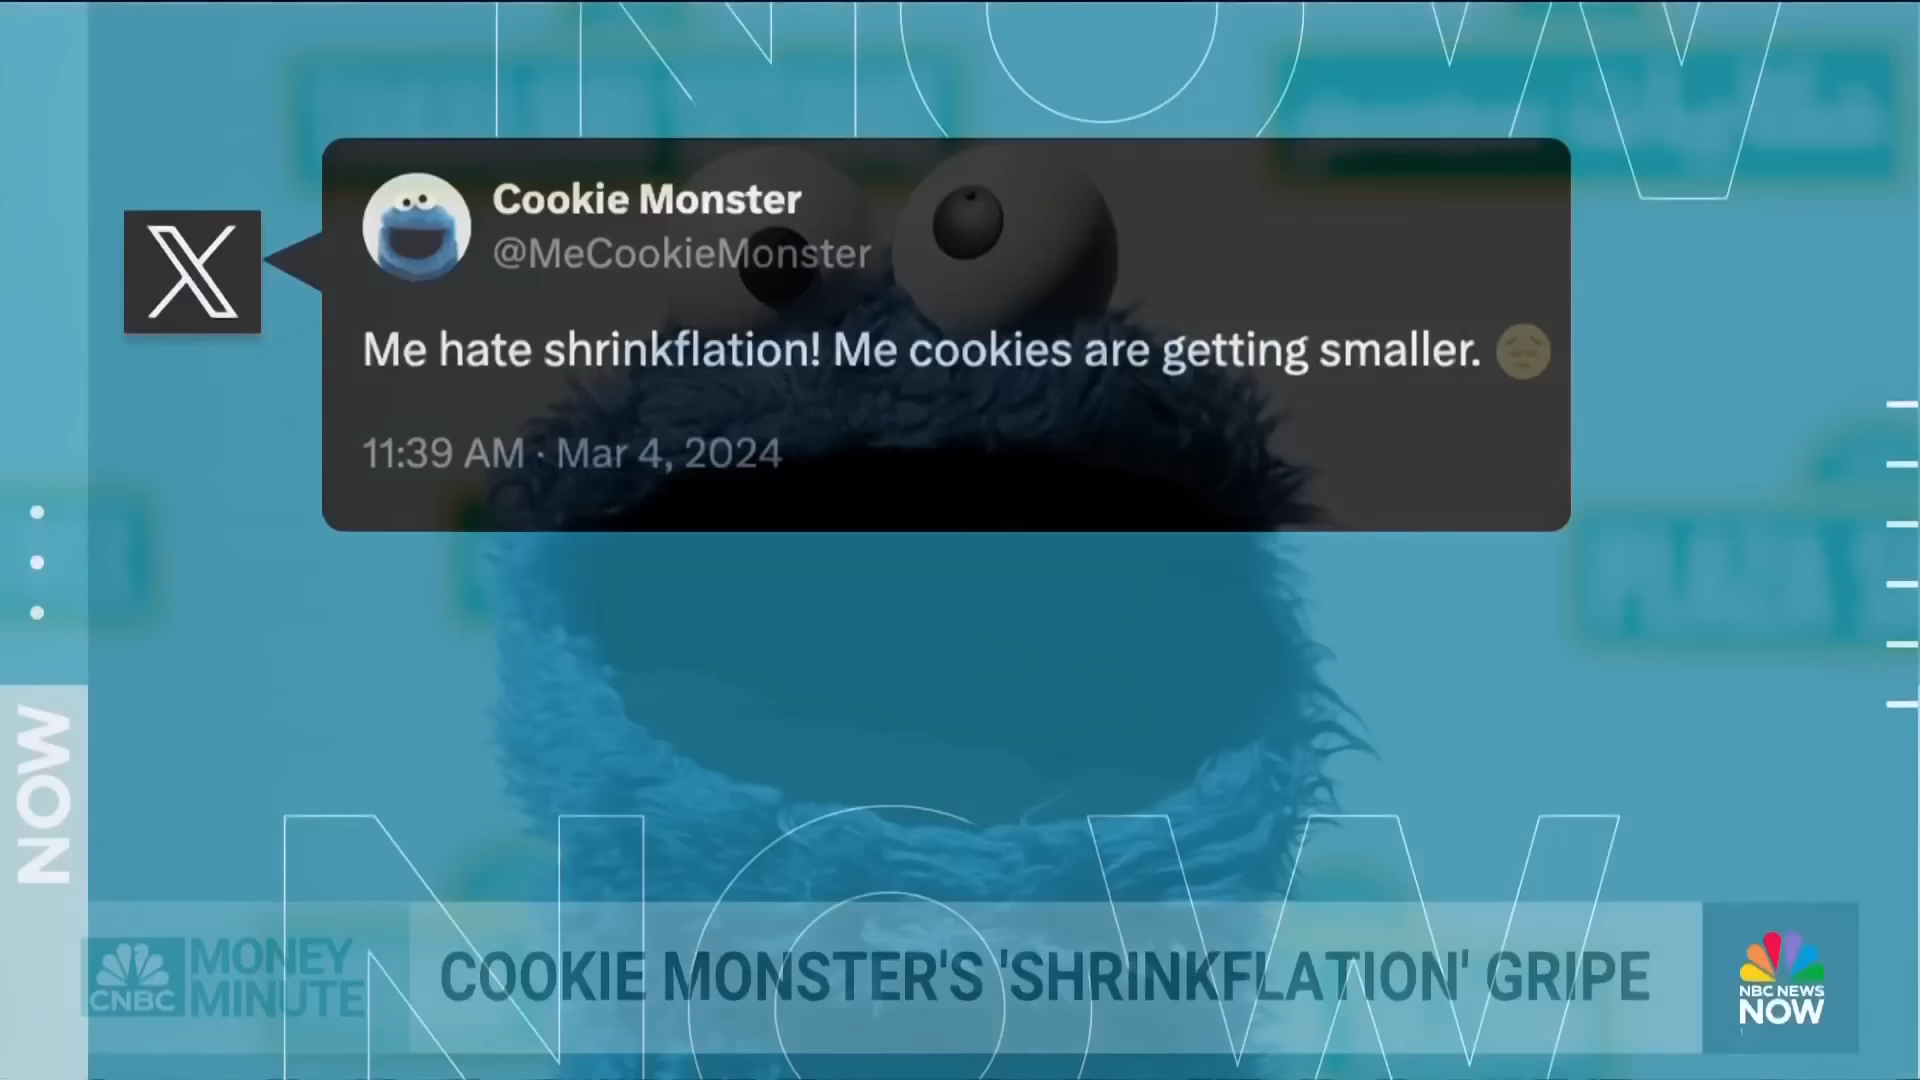 NOW
Cookie Monster
@MeCookieMonster
X
Me hate shrinkflation! Me cookies are getting smaller.
11:39 AM · Mar 4, 2024
NOW
NOW
CNBC
MONEY
MINUTE
COOKIE MONSTER'S 'SHRINKFLATION' GRIPE
NBC NEWS
NOW